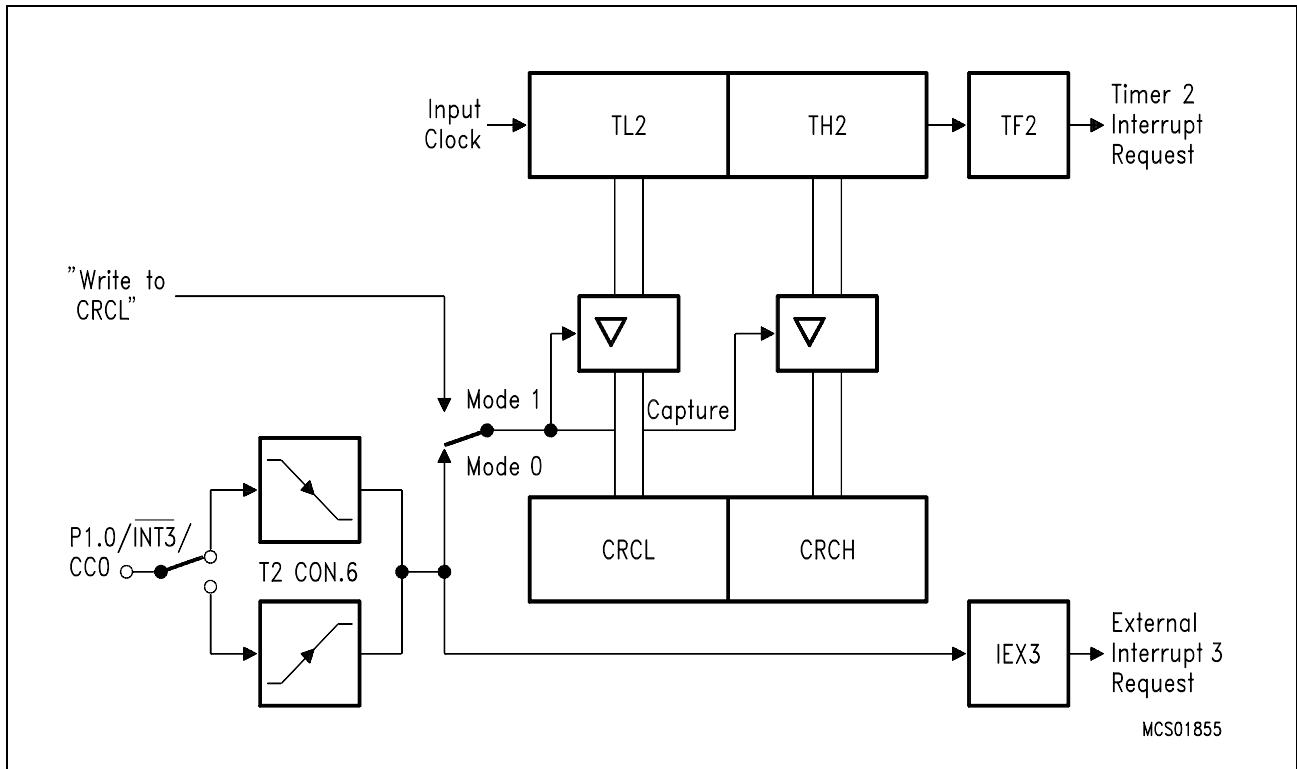 Input
Clock
TL2
TH2
TF2
Timer 2
Interrupt
Request
"Write to
CRCL"
Mode 1
Capture
Mode 0
P1.0/INT3/
CC0
T2 CON.6
CRCL
CRCH
IEX3
External
Interrupt 3
Request
MCS01855